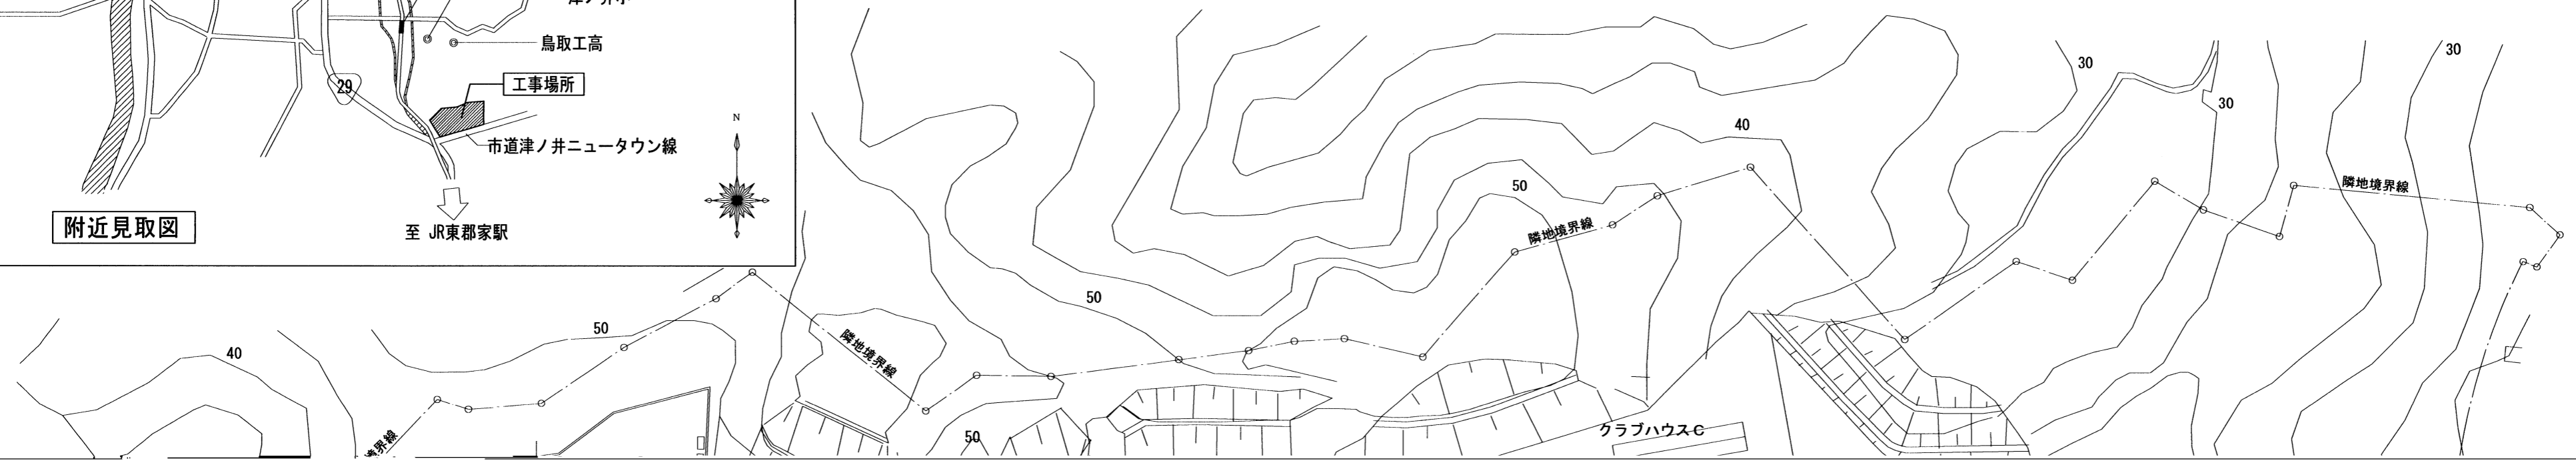 鳥取工高
工事場所
29
市道津ノ井ニュータウン線
N
附近見取図
至 JR東郡家駅
30
30
30
40
50
隣地境界線
隣地境界線
50
50
隣地境界線
40
50
クラブハウスC